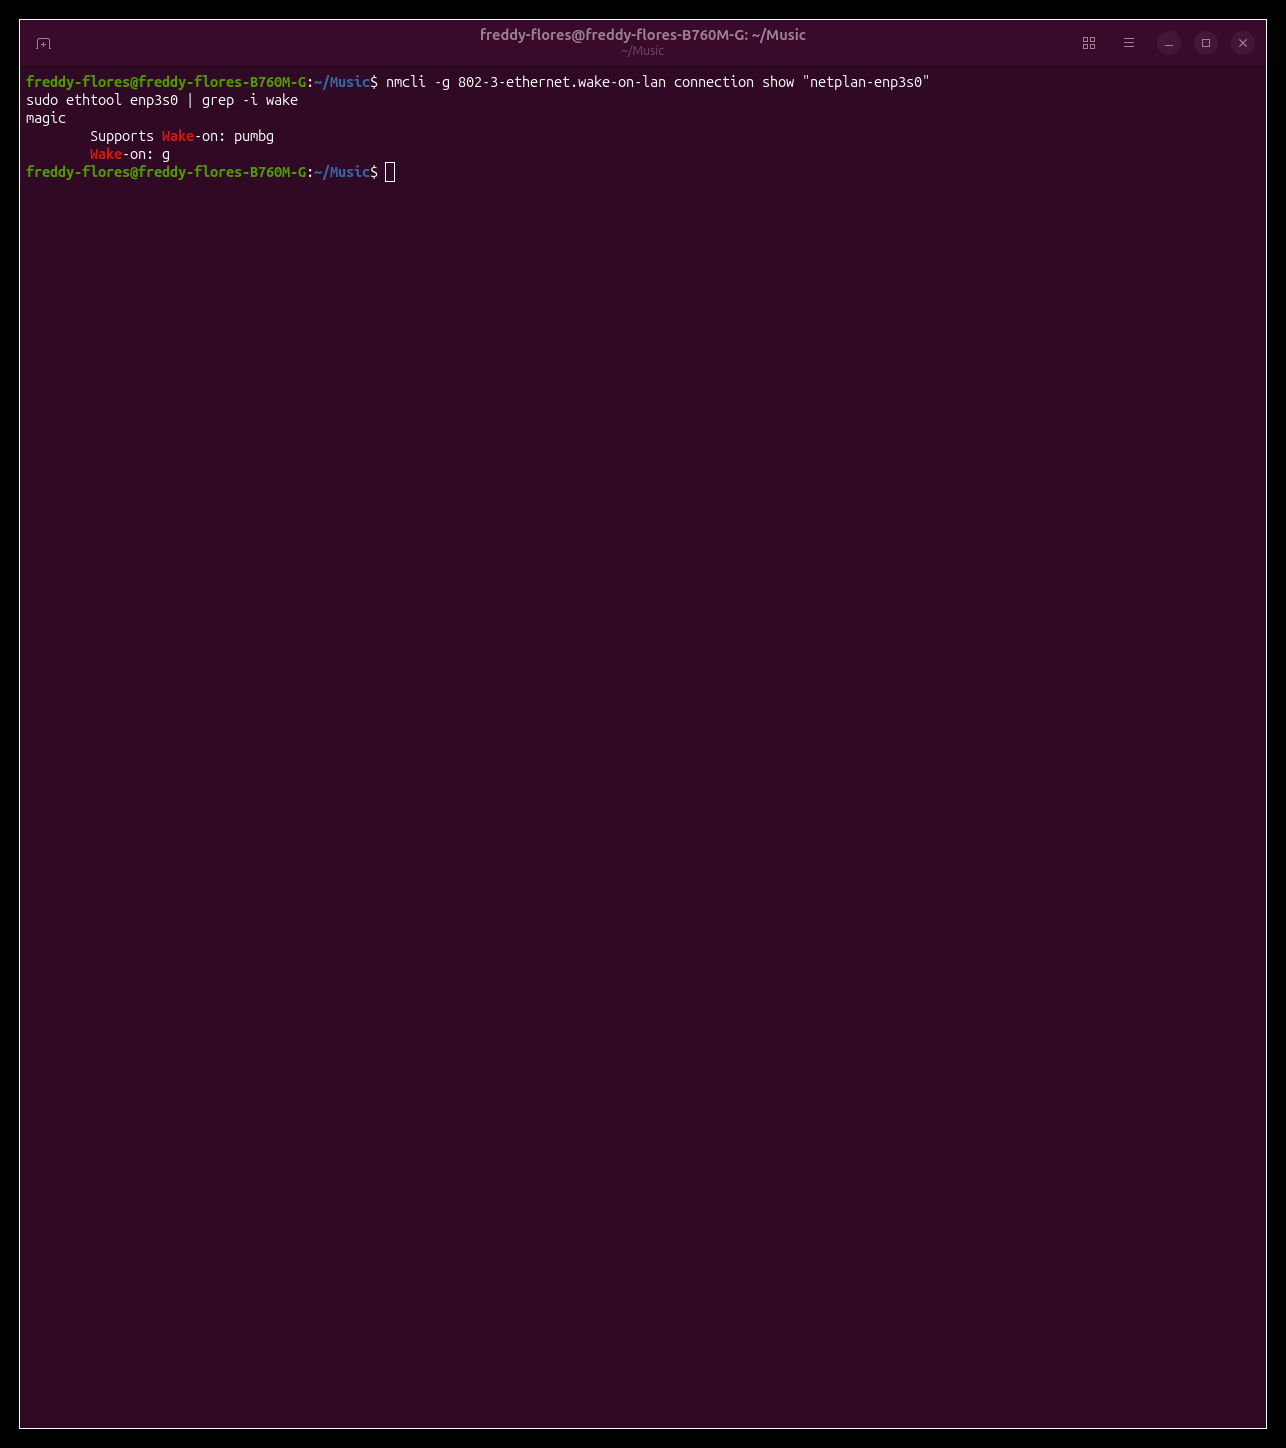 freddy-flores@freddy-flores-B760M-G: ~/Music
~/Music
freddy-flores@freddy-flores-B760M-G:~/Music$ nmcli -g 802-3-ethernet.wake-on-lan connection show "netplan-enp3s0"
sudo ethtool enp3s0 | grep -i wake
magic
        Supports Wake-on: pumbg
        Wake-on: g
freddy-flores@freddy-flores-B760M-G:~/Music$